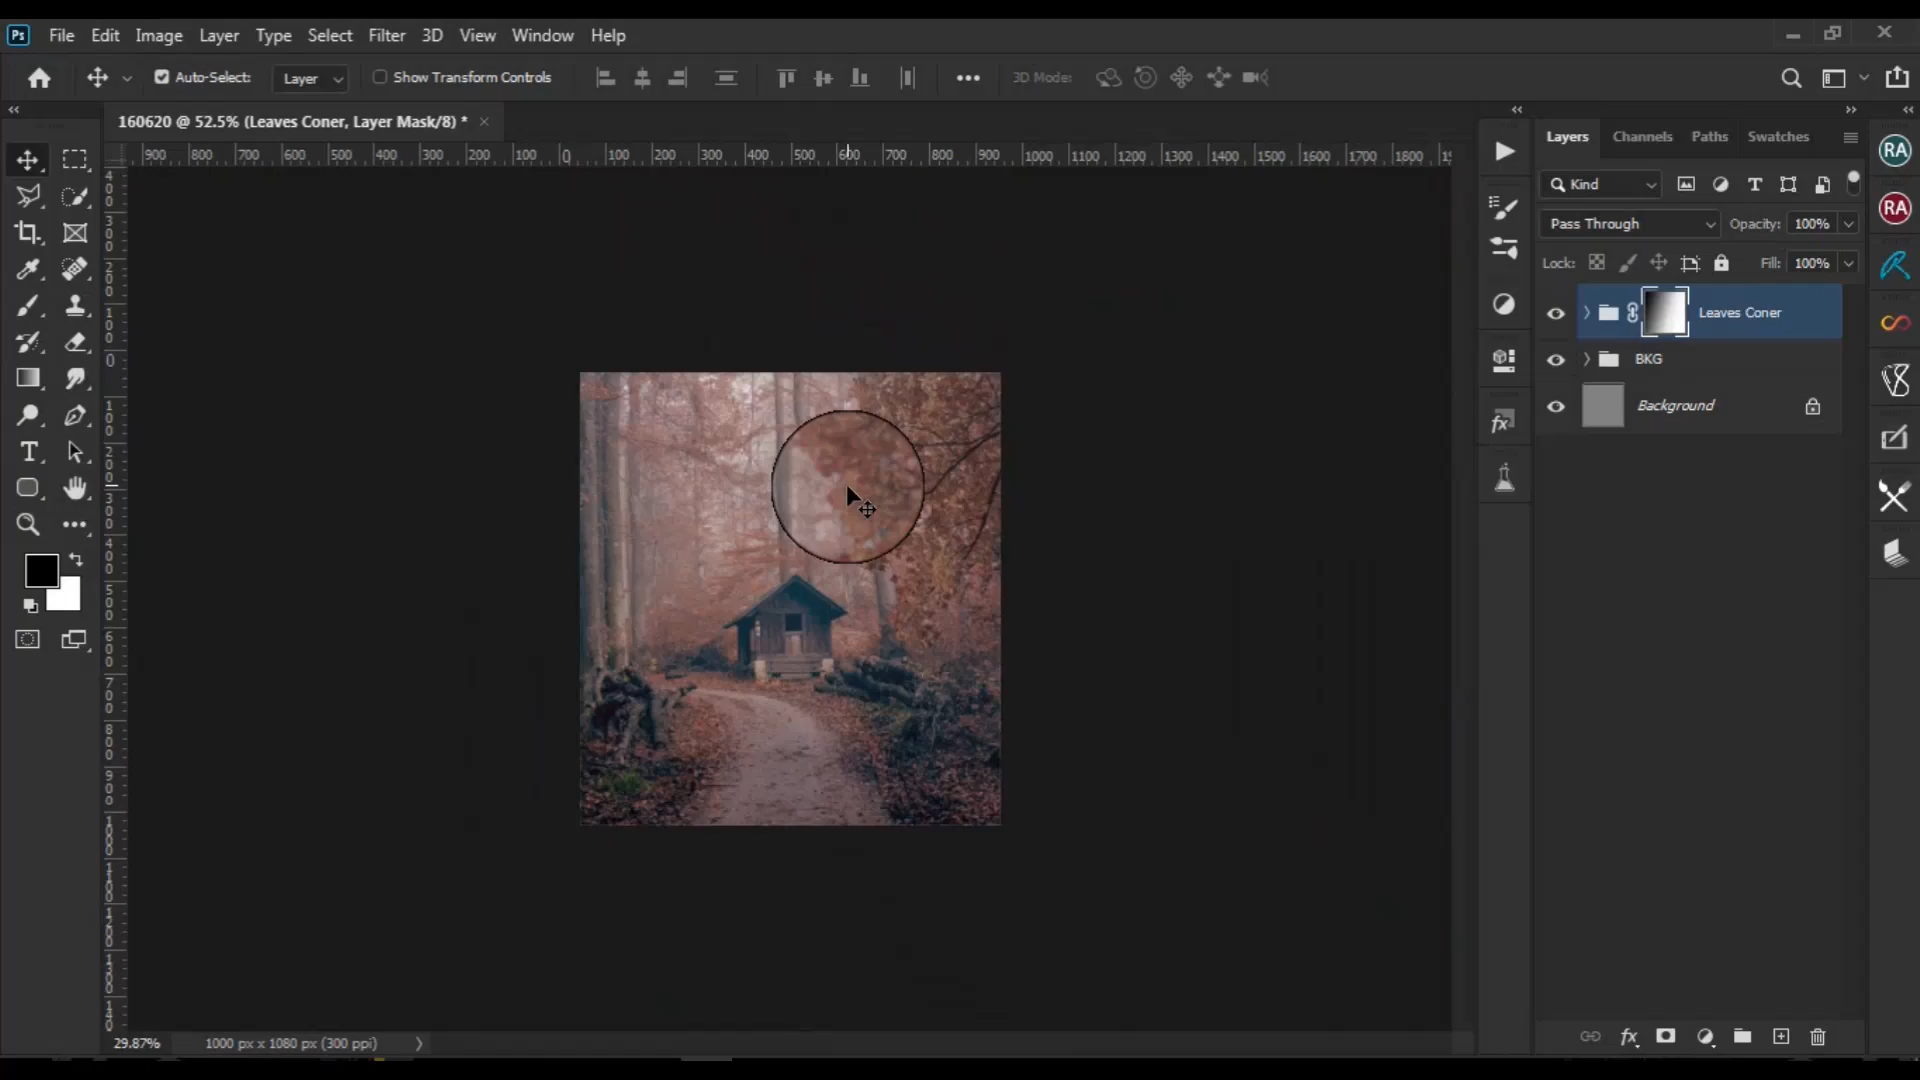 Ps File Edit Image Layer Type Select Filter 3D View Window Help
Auto-Select: Layer Show Transform Controls 3D Mode:
160620 @ 52.5% (Leaves Coner, Layer Mask/8) *
900 800 700 600 500 400 300 200 100 0 100 200 300 400 500 600 700 800 900 1000 1100 1200 1300 1400 1500 1600 1700 1800
Layers Channels Paths Swatches
RA
Kind
RA
Pass Through Opacity: 100%
Lock: Fill: 100%
Leaves Coner
BKG
Background
fx
29.87% 1000 px x 1080 px (300 ppi)
fx